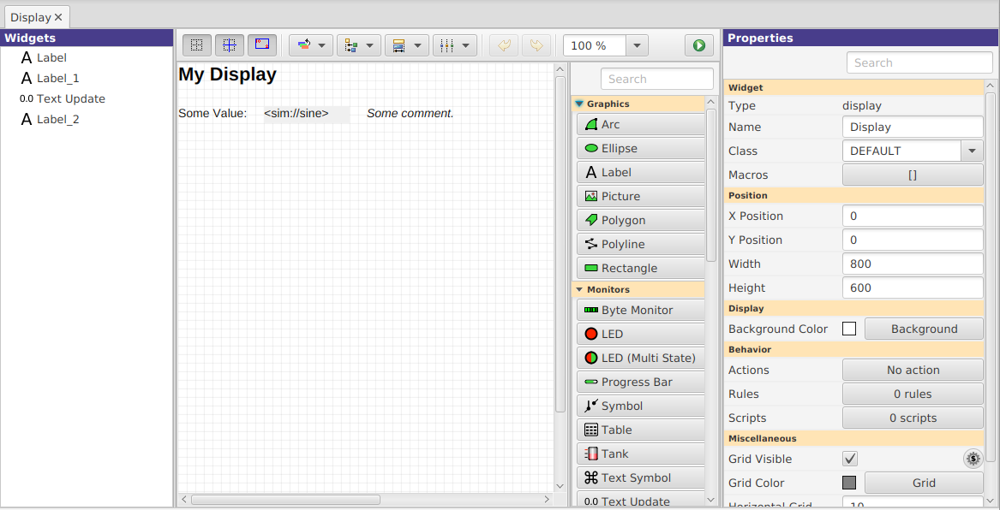 Display
Widgets
Label
Label_1
0.0 Text Update
Label_2
100 %
My Display
Some Value: <sim://sine> Some comment.
Search
Graphics
Arc
Ellipse
A Label
Picture
Polygon
Polyline
Rectangle
Monitors
Byte Monitor
LED
LED (Multi State)
Progress Bar
Symbol
Table
Tank
Text Symbol
0.0 Text Update
Properties
Search
Widget
Type display
Name Display
Class DEFAULT
Macros []
Position
X Position 0
Y Position 0
Width 800
Height 600
Display
Background Color Background
Behavior
Actions No action
Rules 0 rules
Scripts 0 scripts
Miscellaneous
Grid Visible
Grid Color Grid
Horizontal Grid 10